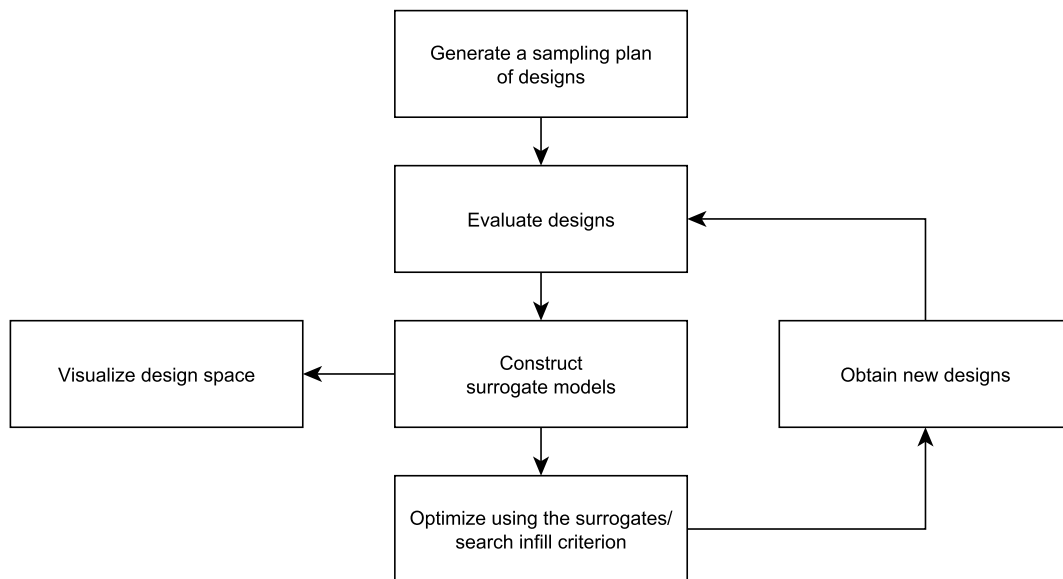 Generate a sampling plan
of designs
Evaluate designs
Visualize design space
Construct
surrogate models
Obtain new designs
Optimize using the surrogates/
search infill criterion